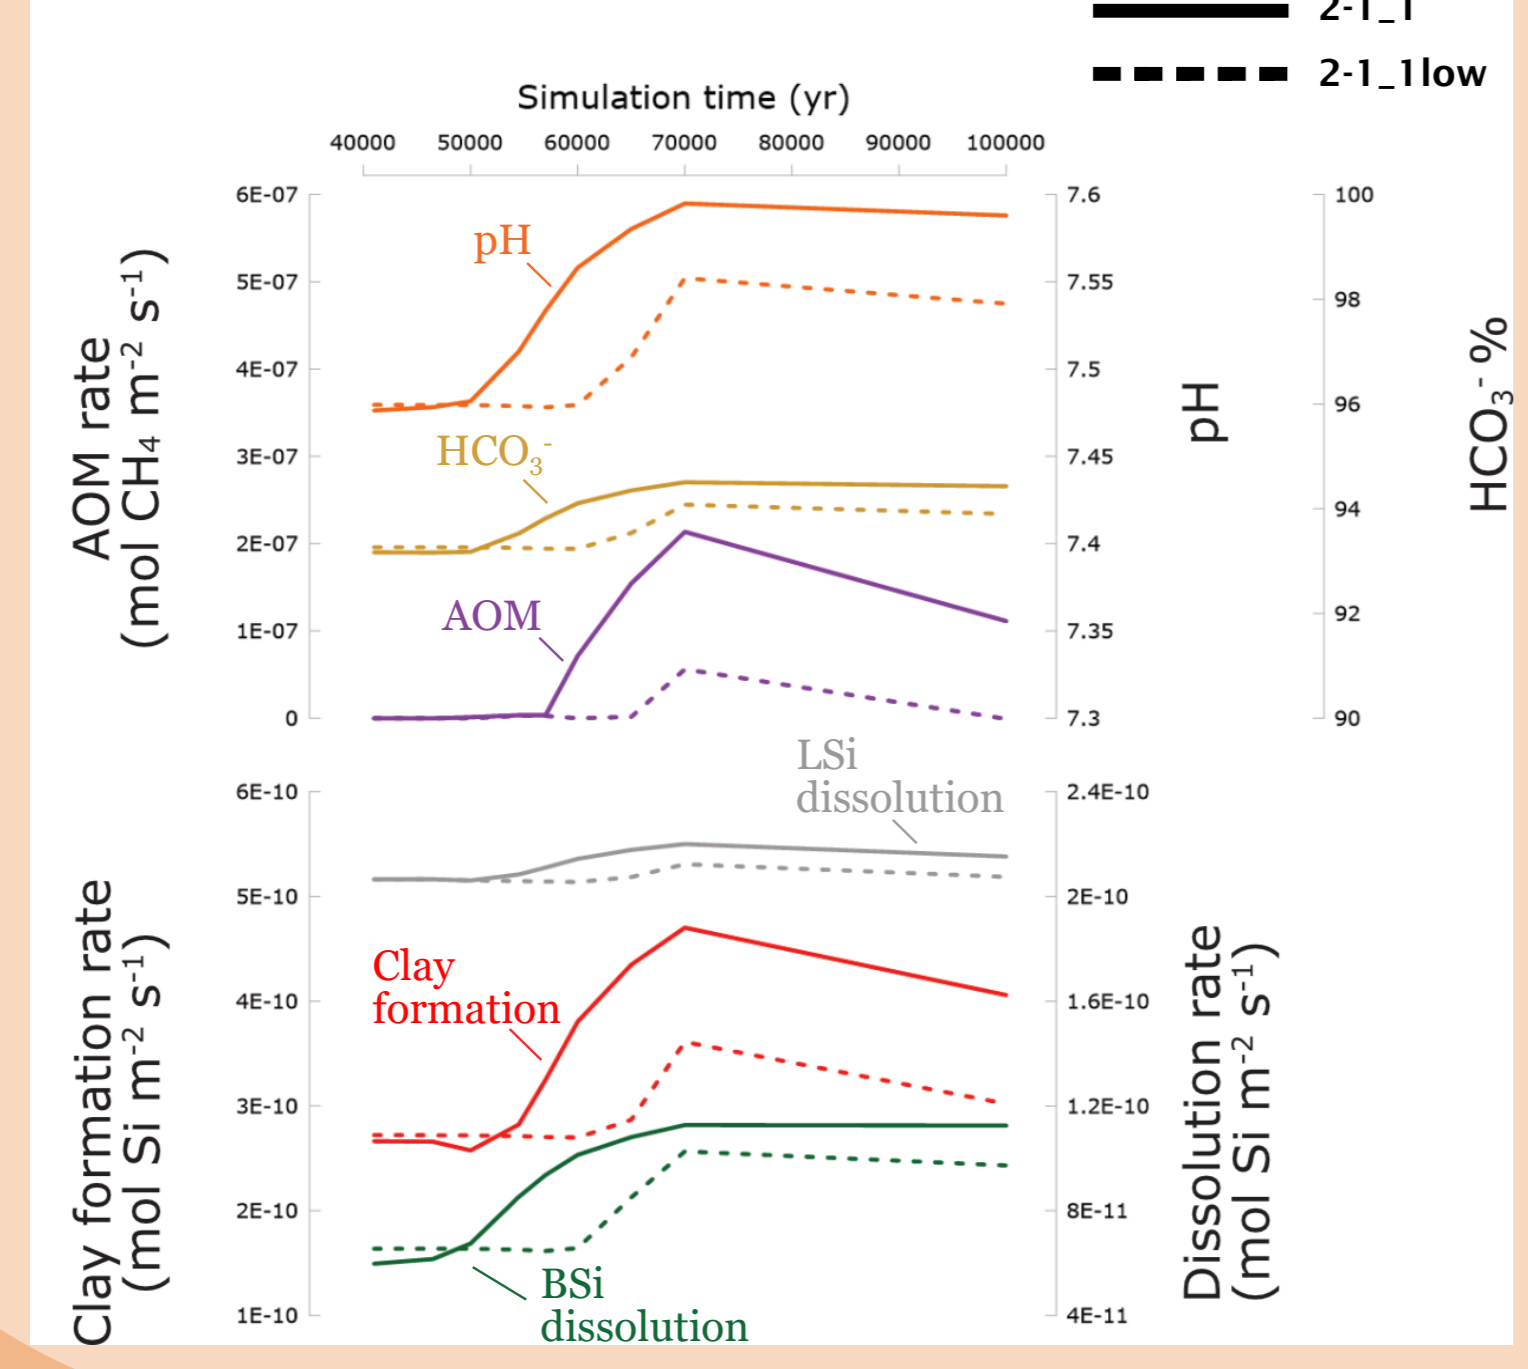 2-1_1
2-1_1low
Simulation time (yr)
40000 50000 60000 70000 80000 90000 100000
6E-07
5E-07
4E-07
3E-07
2E-07
1E-07
0
AOM rate
(mol CH₄ m⁻² s⁻¹)
pH
HCO₃⁻
AOM
7.6
7.55
7.5
7.45
7.4
7.35
7.3
pH
100
98
96
94
92
90
HCO₃⁻ %
6E-10
5E-10
4E-10
3E-10
2E-10
1E-10
Clay formation rate
(mol Si m⁻² s⁻¹)
LSi
dissolution
Clay
formation
BSi
dissolution
2.4E-10
2E-10
1.6E-10
1.2E-10
8E-11
4E-11
Dissolution rate
(mol Si m⁻² s⁻¹)